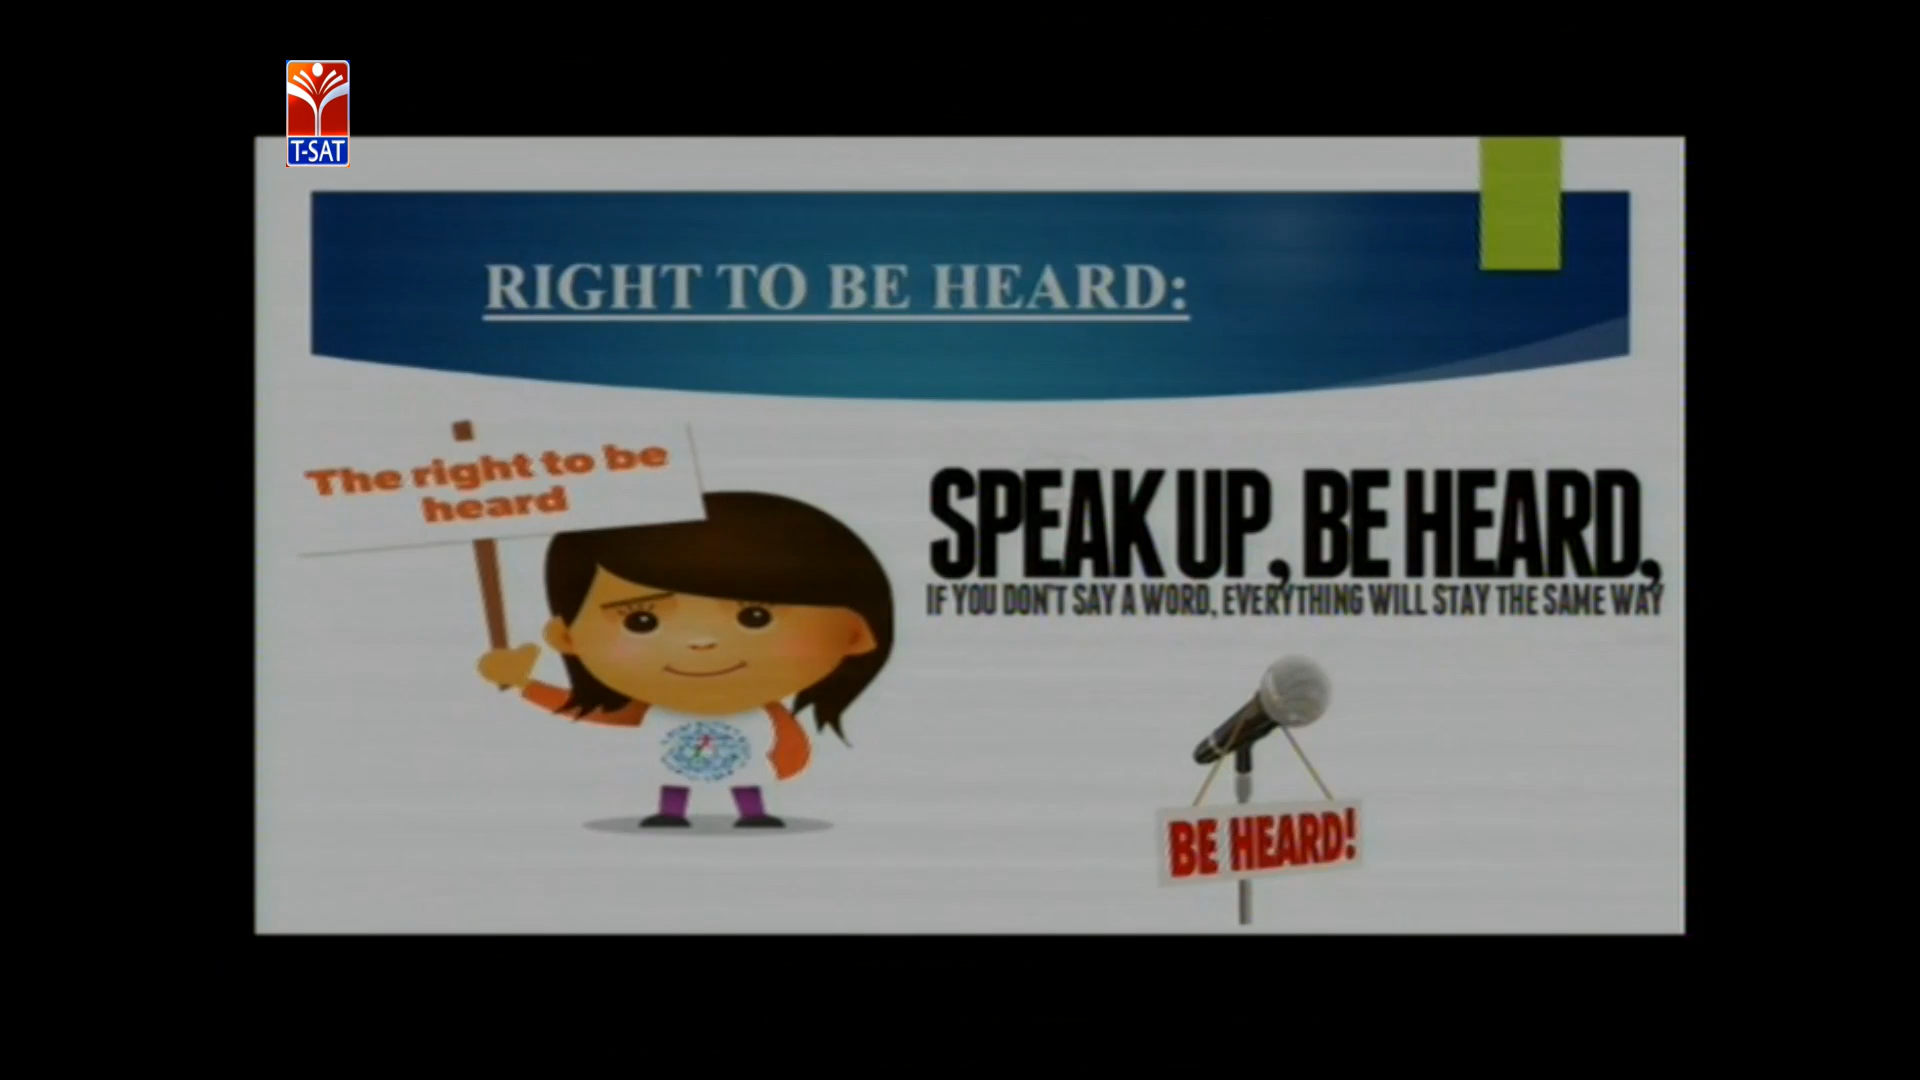 T-SAT
RIGHT TO BE HEARD:
The right to be
heard
SPEAK UP, BE HEARD,
IF YOU DON'T SAY A WORD, EVERYTHING WILL STAY THE SAME WAY
BE HEARD!